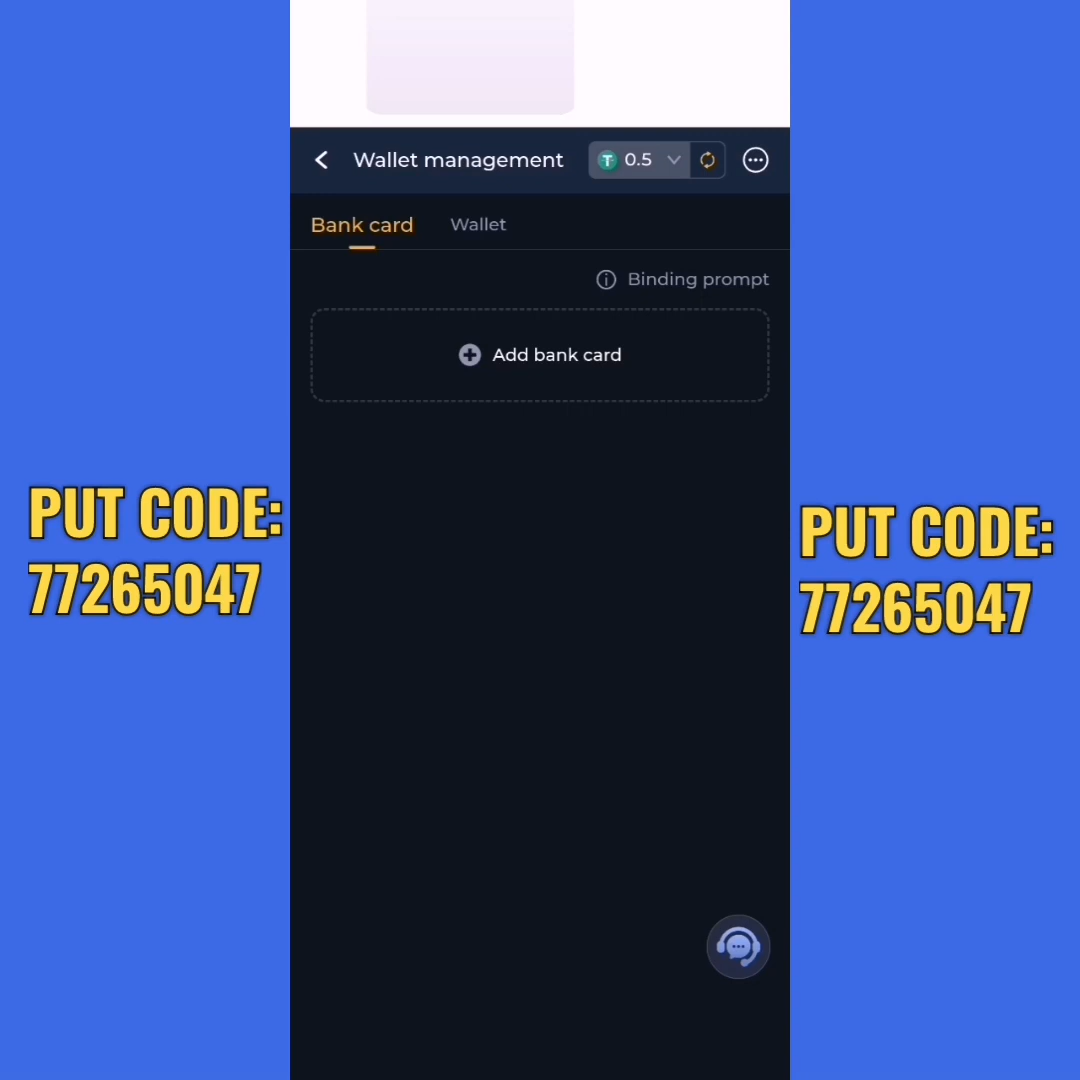 Wallet management
0.5
Bank card
Wallet
Binding prompt
Add bank card
PUT CODE:
77265047
PUT CODE:
77265047